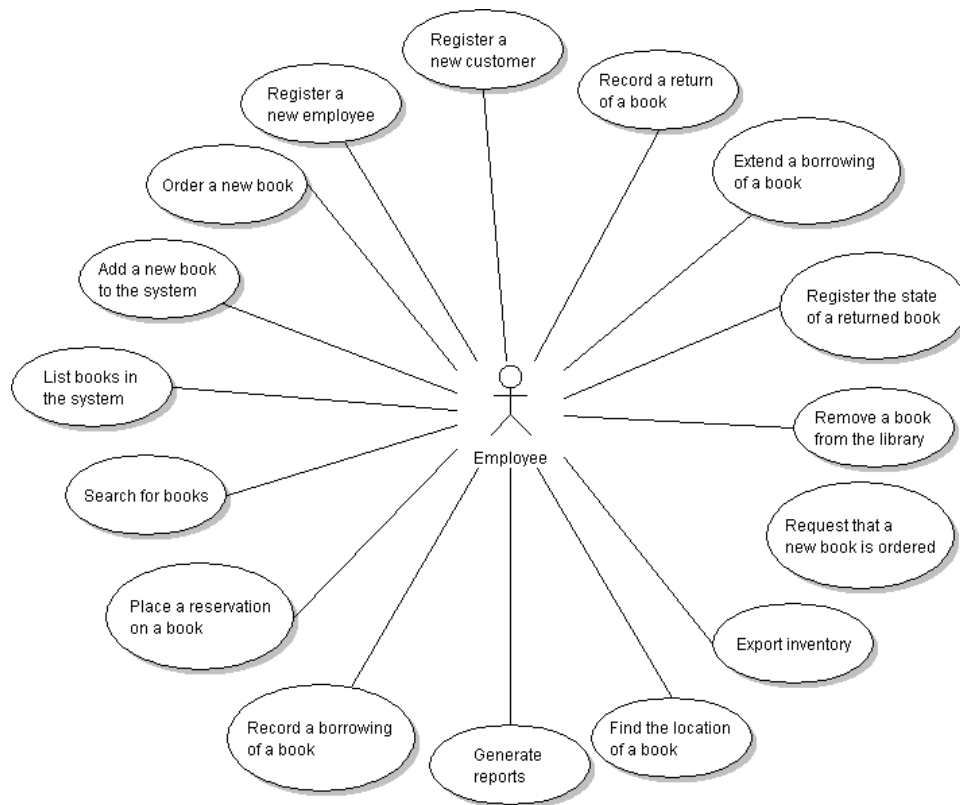 Register a
new customer
Record a return
of a book
Register a
new employee
Extend a borrowing
of a book
Order a new book
Add a new book
to the system
Register the state
of a returned book
List books in
the system
Remove a book
from the library
Employee
Search for books
Request that a
new book is ordered
Place a reservation
on a book
Export inventory
Record a borrowing
of a book
Find the location
of a book
Generate
reports